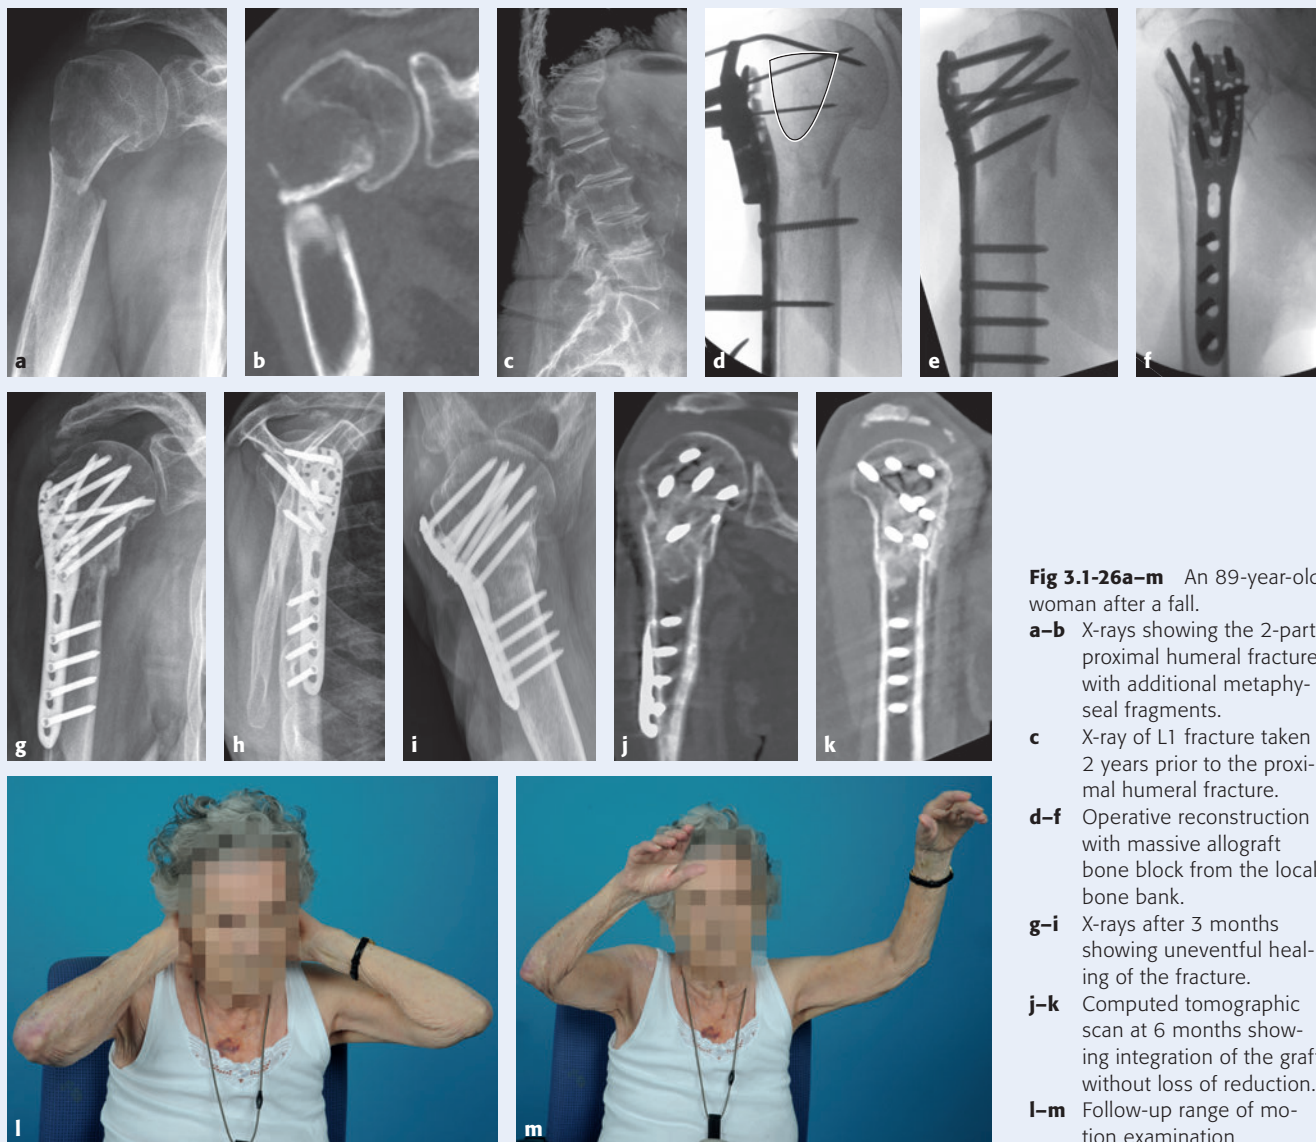 a
b
c
d
e
f
g
h
i
j
k
l
m
Fig 3.1-26a–m An 89-year-old
woman after a fall.
a–b X-rays showing the 2-part
proximal humeral fracture
with additional metaphy-
seal fragments.
c X-ray of L1 fracture taken
2 years prior to the proxi-
mal humeral fracture.
d–f Operative reconstruction
with massive allograft
bone block from the local
bone bank.
g–i X-rays after 3 months
showing uneventful heal-
ing of the fracture.
j–k Computed tomographic
scan at 6 months show-
ing integration of the graf
without loss of reduction.
l–m Follow-up range of mo-
tion examination